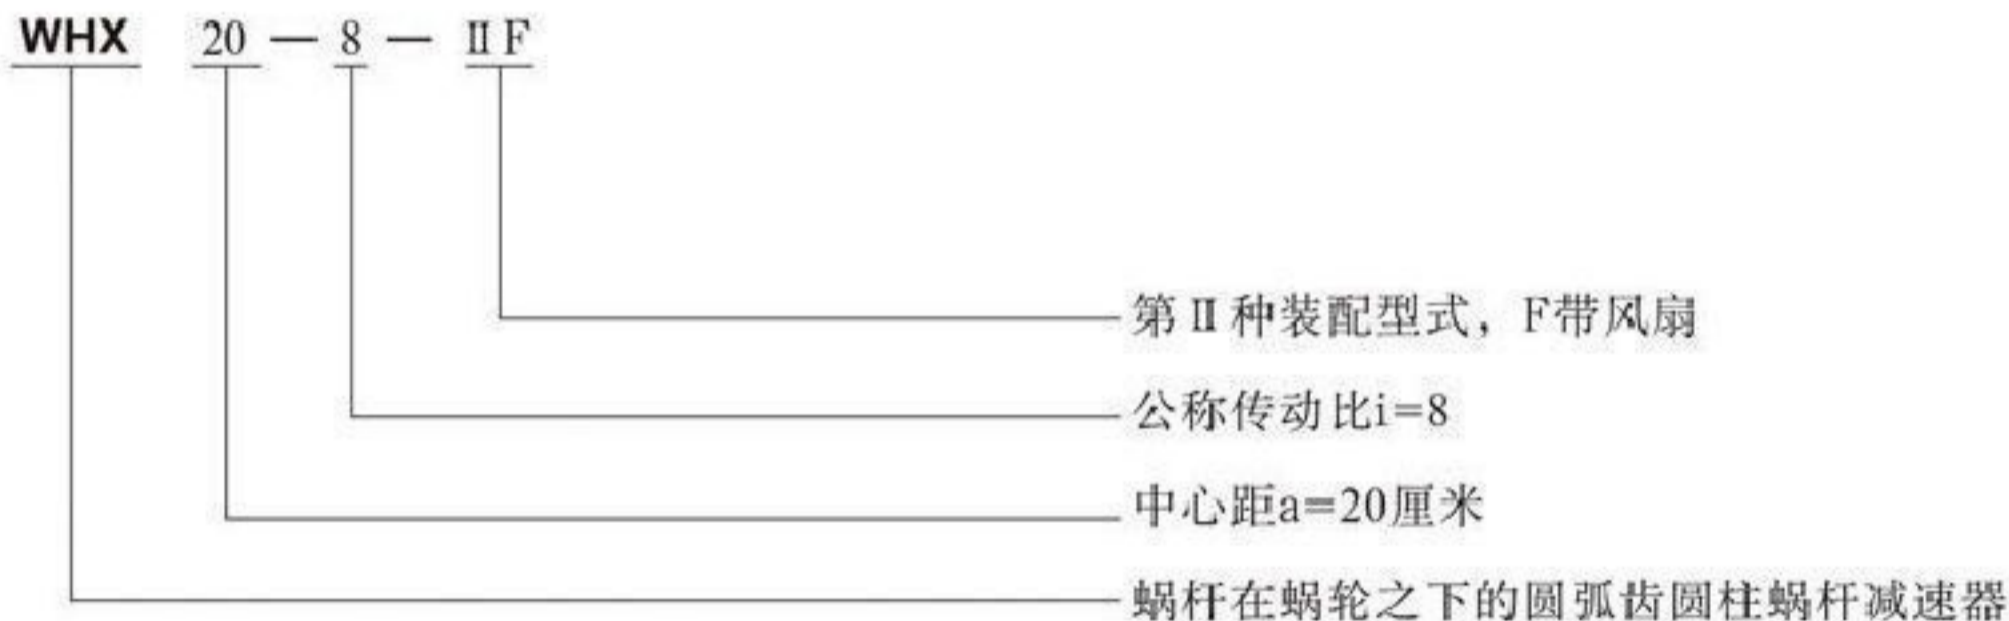 WHX 20 — 8 — ⅡF
第Ⅱ种装配型式，F带风扇
公称传动比i=8
中心距a=20厘米
蜗杆在蜗轮之下的圆弧齿圆柱蜗杆减速器